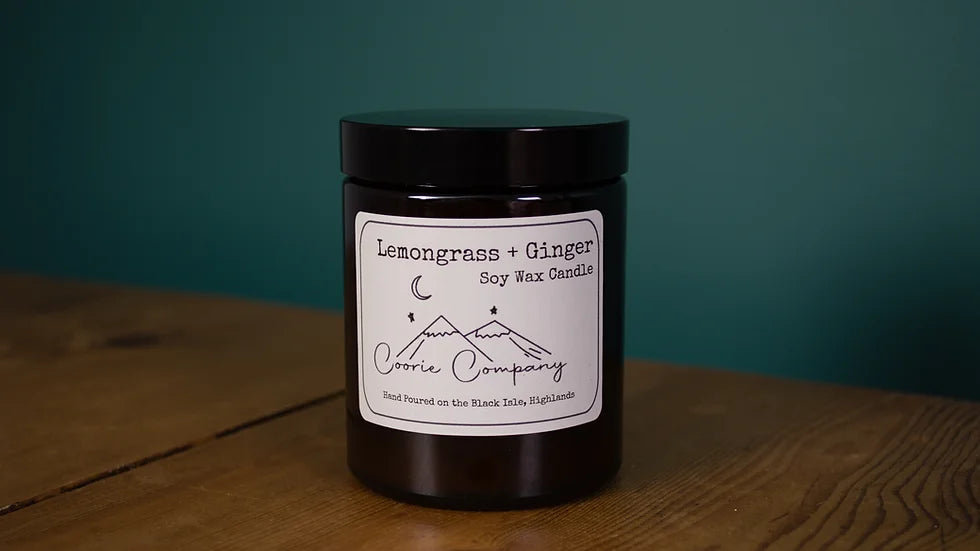 Lemongrass + Ginger
Soy Wax Candle
Coorie Company
Hand Poured on the Black Isle, Highlands